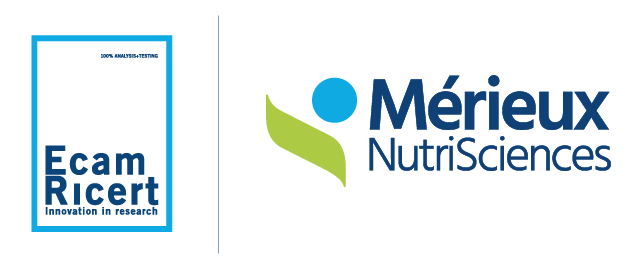 100% ANALYSIS+TESTING
Ecam
Ricert
Innovation in research
Mérieux
NutriSciences